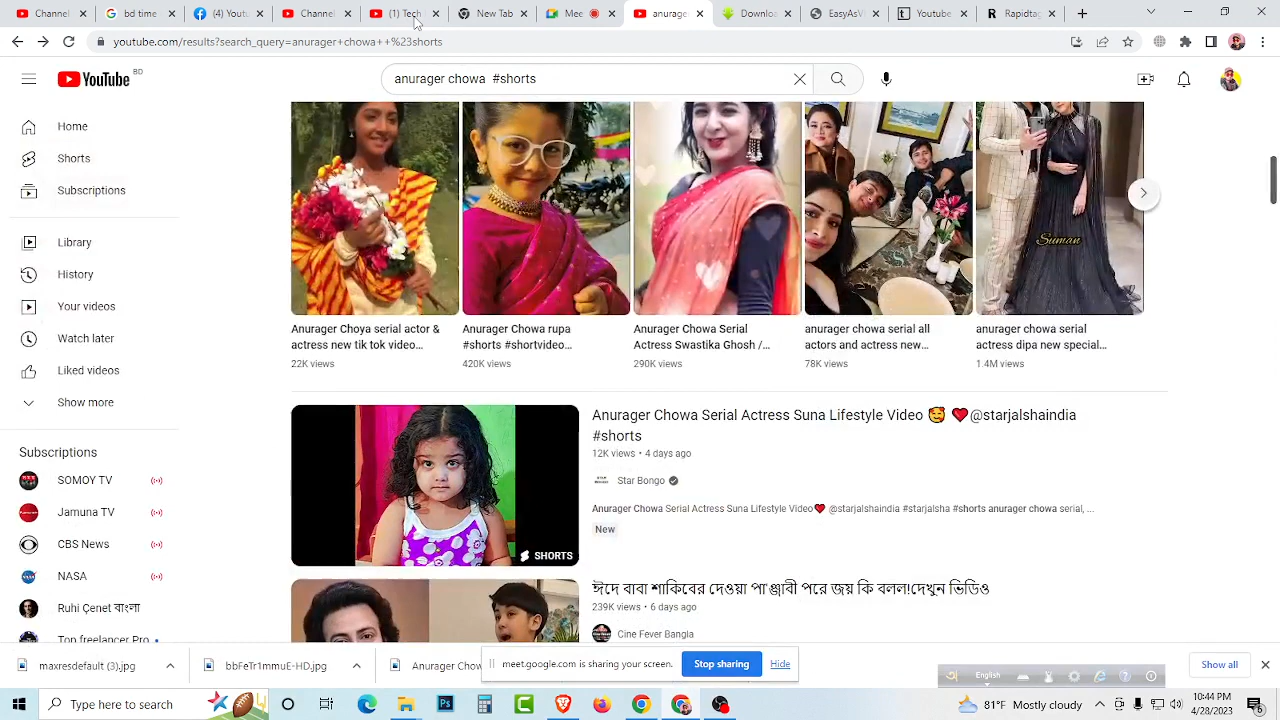 Channel
Inbox (
(4) Yout
Channel
(1) Tech
New Tab
Mee
anurage
Downloa
EasyAsV
Youtube
Rapidtag
youtube.com/results?search_query=anurager+chowa++%23shorts
YouTube BD
anurager chowa #shorts
Home
Shorts
Subscriptions
Library
History
Your videos
Watch later
Liked videos
Show more
Subscriptions
SOMOY TV
Jamuna TV
CBS News
NASA
Ruhi Çenet বাংলা
Top freelancer Pro
Suman
Anurager Choya serial actor &
actress new tik tok video…
22K views
Anurager Chowa rupa
#shorts #shortvideo…
420K views
Anurager Chowa Serial
Actress Swastika Ghosh /…
290K views
anurager chowa serial all
actors and actress new…
78K views
anurager chowa serial
actress dipa new special…
1.4M views
SHORTS
Anurager Chowa Serial Actress Suna Lifestyle Video 🥰 ❤️@starjalshaindia
#shorts
12K views • 4 days ago
Star Bongo
Anurager Chowa Serial Actress Suna Lifestyle Video❤️ @starjalshaindia #starjalsha #shorts anurager chowa serial, ...
New
ঈদে বাবা শাকিবের দেওয়া পাঞ্জাবী পরে জয় কি বলল!দেখুন ভিডিও
239K views • 6 days ago
Cine Fever Bangla
maxresdefault (3).jpg
bbFeTr1mmuE-HD.jpg
Anurager Chow
meet.google.com is sharing your screen.
Stop sharing
Hide
English
Show all
Type here to search
81°F Mostly cloudy
10:44 PM
4/28/2023
6